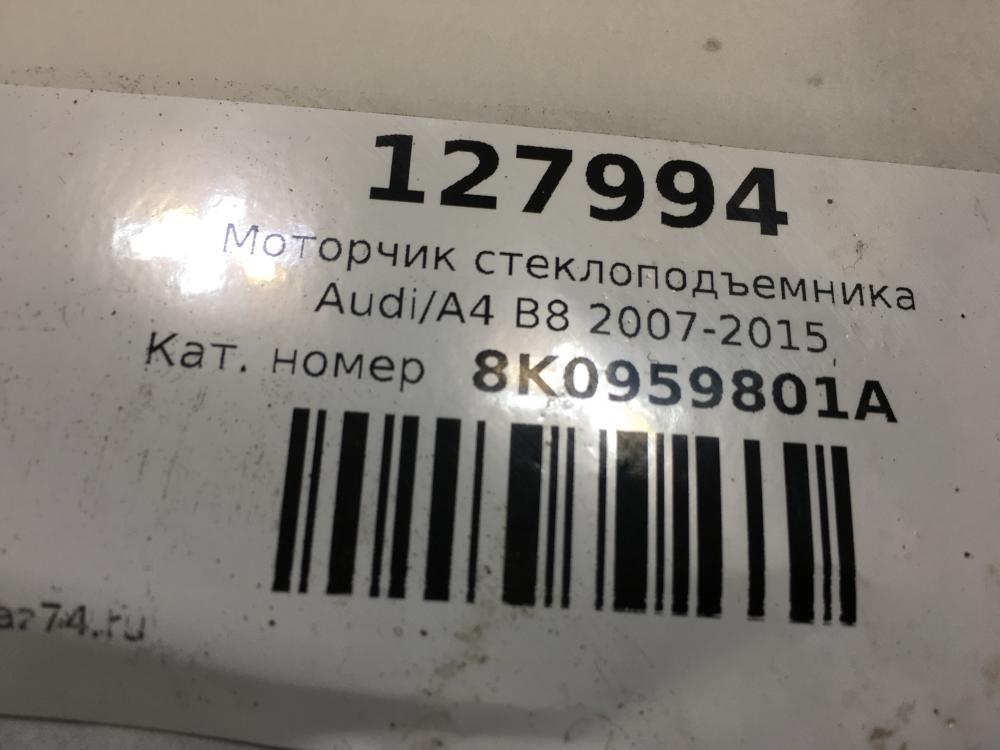 127994
Моторчик стеклоподъемника
Audi/A4 B8 2007-2015,
Кат. номер 8K0959801A